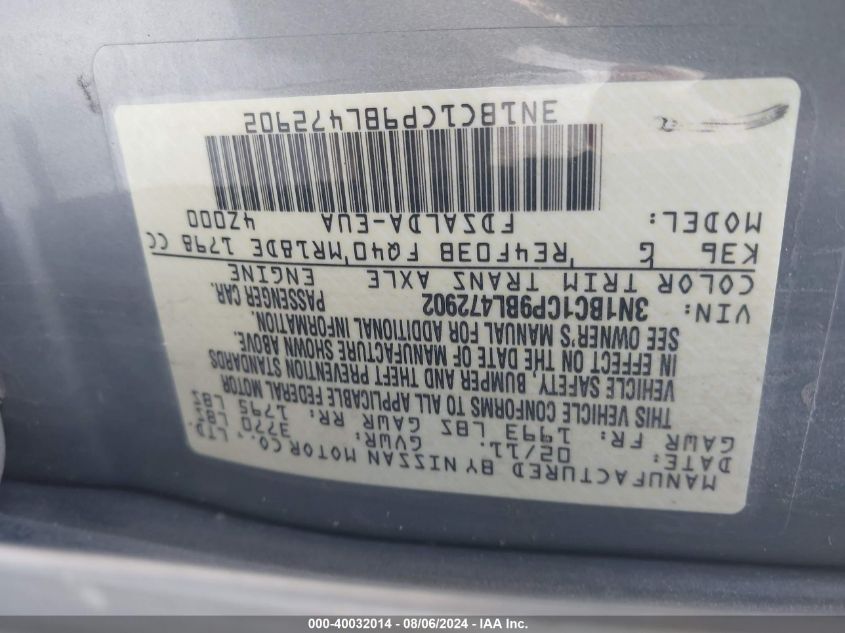 MANUFACTURED BY NISSAN MOTOR CO., LTD.
DATE: 02/11 GVWR: 3770 LBS
GAWR FR: 1993 LBS GAWR RR: 1795 LBS
THIS VEHICLE CONFORMS TO ALL APPLICABLE FEDERAL MOTOR
VEHICLE SAFETY, BUMPER AND THEFT PREVENTION STANDARDS
IN EFFECT ON THE DATE OF MANUFACTURE SHOWN ABOVE.
SEE OWNER'S MANUAL FOR ADDITIONAL INFORMATION.
VIN: 3N1BC1CP9BL472902 PASSENGER CAR.
COLOR TRIM TRANS AXLE ENGINE
K36 G RE4F03B FQ40 MR18DE 1798 CC
MODEL: FDSALDA-EUA 4Z000
3N1BC1CP9BL472902
000-40032014 - 08/06/2024 - IAA Inc.